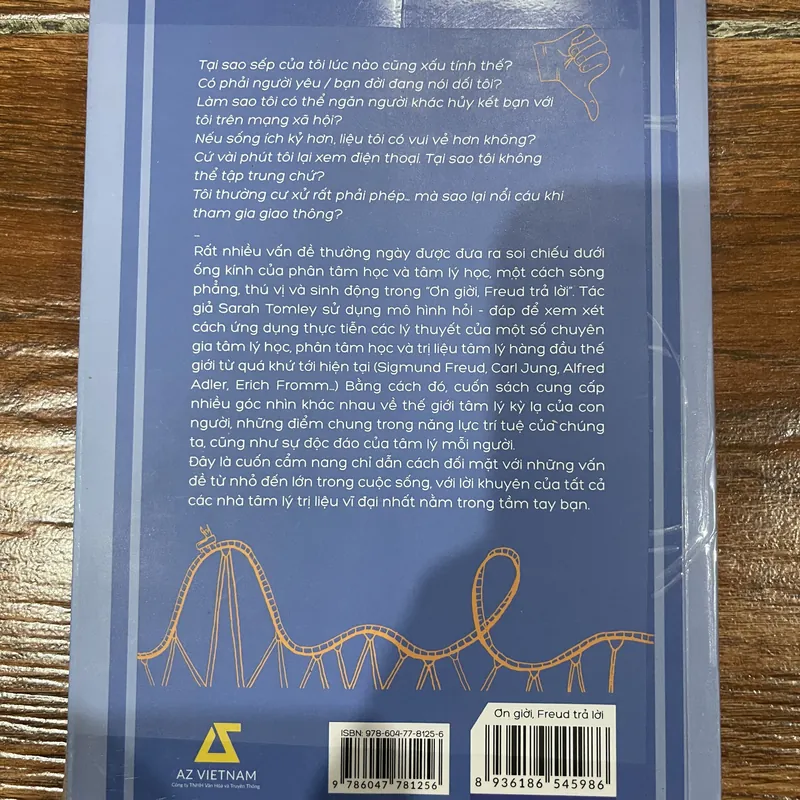 Tại sao sếp của tôi lúc nào cũng xấu tính thế?
Có phải người yêu / bạn đời đang nói dối tôi?
Làm sao tôi có thể ngăn người khác hủy kết bạn với
tôi trên mạng xã hội?
Nếu sống ích kỷ hơn, liệu tôi có vui vẻ hơn không?
Cứ vài phút tôi lại xem điện thoại. Tại sao tôi không
thể tập trung chứ?
Tôi thường cư xử rất phải phép... mà sao lại nổi cáu khi
tham gia giao thông?
–
Rất nhiều vấn đề thường ngày được đưa ra soi chiếu dưới
ống kính của phân tâm học và tâm lý học, một cách sòng
phẳng, thú vị và sinh động trong "Ơn giời, Freud trả lời". Tác
giả Sarah Tomley sử dụng mô hình hỏi - đáp để xem xét
cách ứng dụng thực tiễn các lý thuyết của một số chuyên
gia tâm lý học, phân tâm học và trị liệu tâm lý hàng đầu thế
giới từ quá khứ tới hiện tại (Sigmund Freud, Carl Jung, Alfred
Adler, Erich Fromm...) Bằng cách đó, cuốn sách cung cấp
nhiều góc nhìn khác nhau về thế giới tâm lý kỳ lạ của con
người, những điểm chung trong năng lực trí tuệ của chúng
ta, cũng như sự độc đáo của tâm lý mỗi người.
Đây là cuốn cẩm nang chỉ dẫn cách đối mặt với những vấn
đề từ nhỏ đến lớn trong cuộc sống, với lời khuyên của tất cả
các nhà tâm lý trị liệu vĩ đại nhất nằm trong tầm tay bạn.
AZ VIETNAM
Công ty TNHH Văn Hóa và Truyền Thông
ISBN: 978-604-77-8125-6
9 786047 781256
Ơn giời, Freud trả lời
8 936186 545986